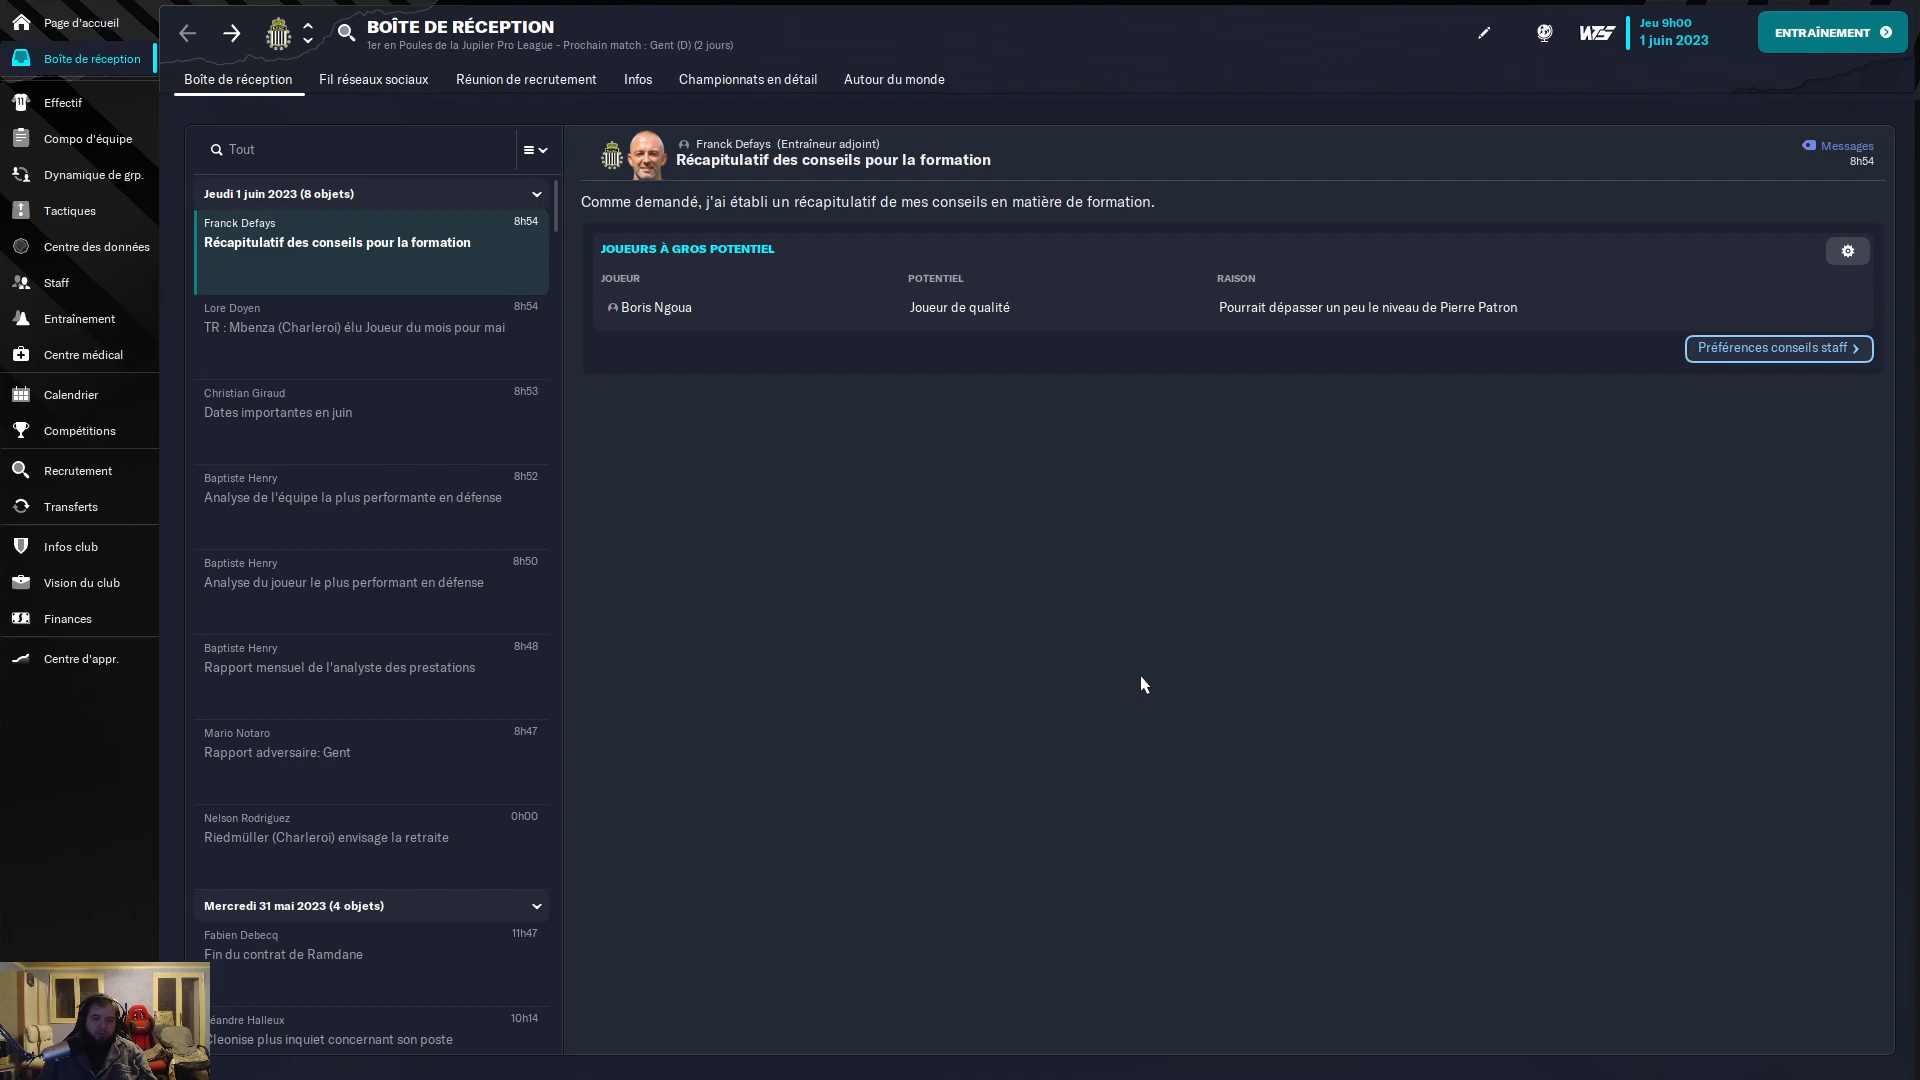 Page d'accueil
Boîte de réception
Effectif
Compo d'équipe
Dynamique de grp.
Tactiques
Centre des données
Staff
Entraînement
Centre médical
Calendrier
Compétitions
Recrutement
Transferts
Infos club
Vision du club
Finances
Centre d'appr.
BOÎTE DE RÉCEPTION
1er en Poules de la Jupiler Pro League - Prochain match : Gent (D) (2 jours)
Jeu 9h00
1 juin 2023
ENTRAÎNEMENT
Boîte de réception Fil réseaux sociaux Réunion de recrutement Infos Championnats en détail Autour du monde
Tout
Jeudi 1 juin 2023 (8 objets)
Franck Defays 8h54
Récapitulatif des conseils pour la formation
Lore Doyen 8h54
TR : Mbenza (Charleroi) élu Joueur du mois pour mai
Christian Giraud 8h53
Dates importantes en juin
Baptiste Henry 8h52
Analyse de l'équipe la plus performante en défense
Baptiste Henry 8h50
Analyse du joueur le plus performant en défense
Baptiste Henry 8h48
Rapport mensuel de l'analyste des prestations
Mario Notaro 8h47
Rapport adversaire: Gent
Nelson Rodriguez 0h00
Riedmüller (Charleroi) envisage la retraite
Mercredi 31 mai 2023 (4 objets)
Fabien Debecq 11h47
Fin du contrat de Ramdane
éandre Halleux 10h14
Cleonise plus inquiet concernant son poste
Franck Defays (Entraîneur adjoint)
Récapitulatif des conseils pour la formation
Messages
8h54
Comme demandé, j'ai établi un récapitulatif de mes conseils en matière de formation.
JOUEURS À GROS POTENTIEL
JOUEUR POTENTIEL RAISON
Boris Ngoua Joueur de qualité Pourrait dépasser un peu le niveau de Pierre Patron
Préférences conseils staff